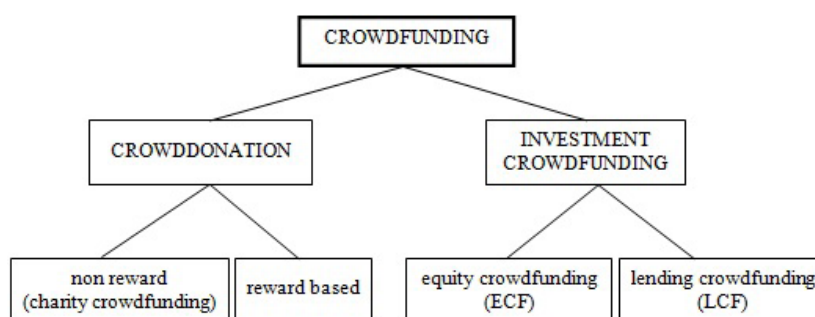 CROWDFUNDING
CROWDDONATION
INVESTMENT
CROWDFUNDING
non reward
(charity crowdfunding)
reward based
equity crowdfunding
(ECF)
lending crowdfunding
(LCF)